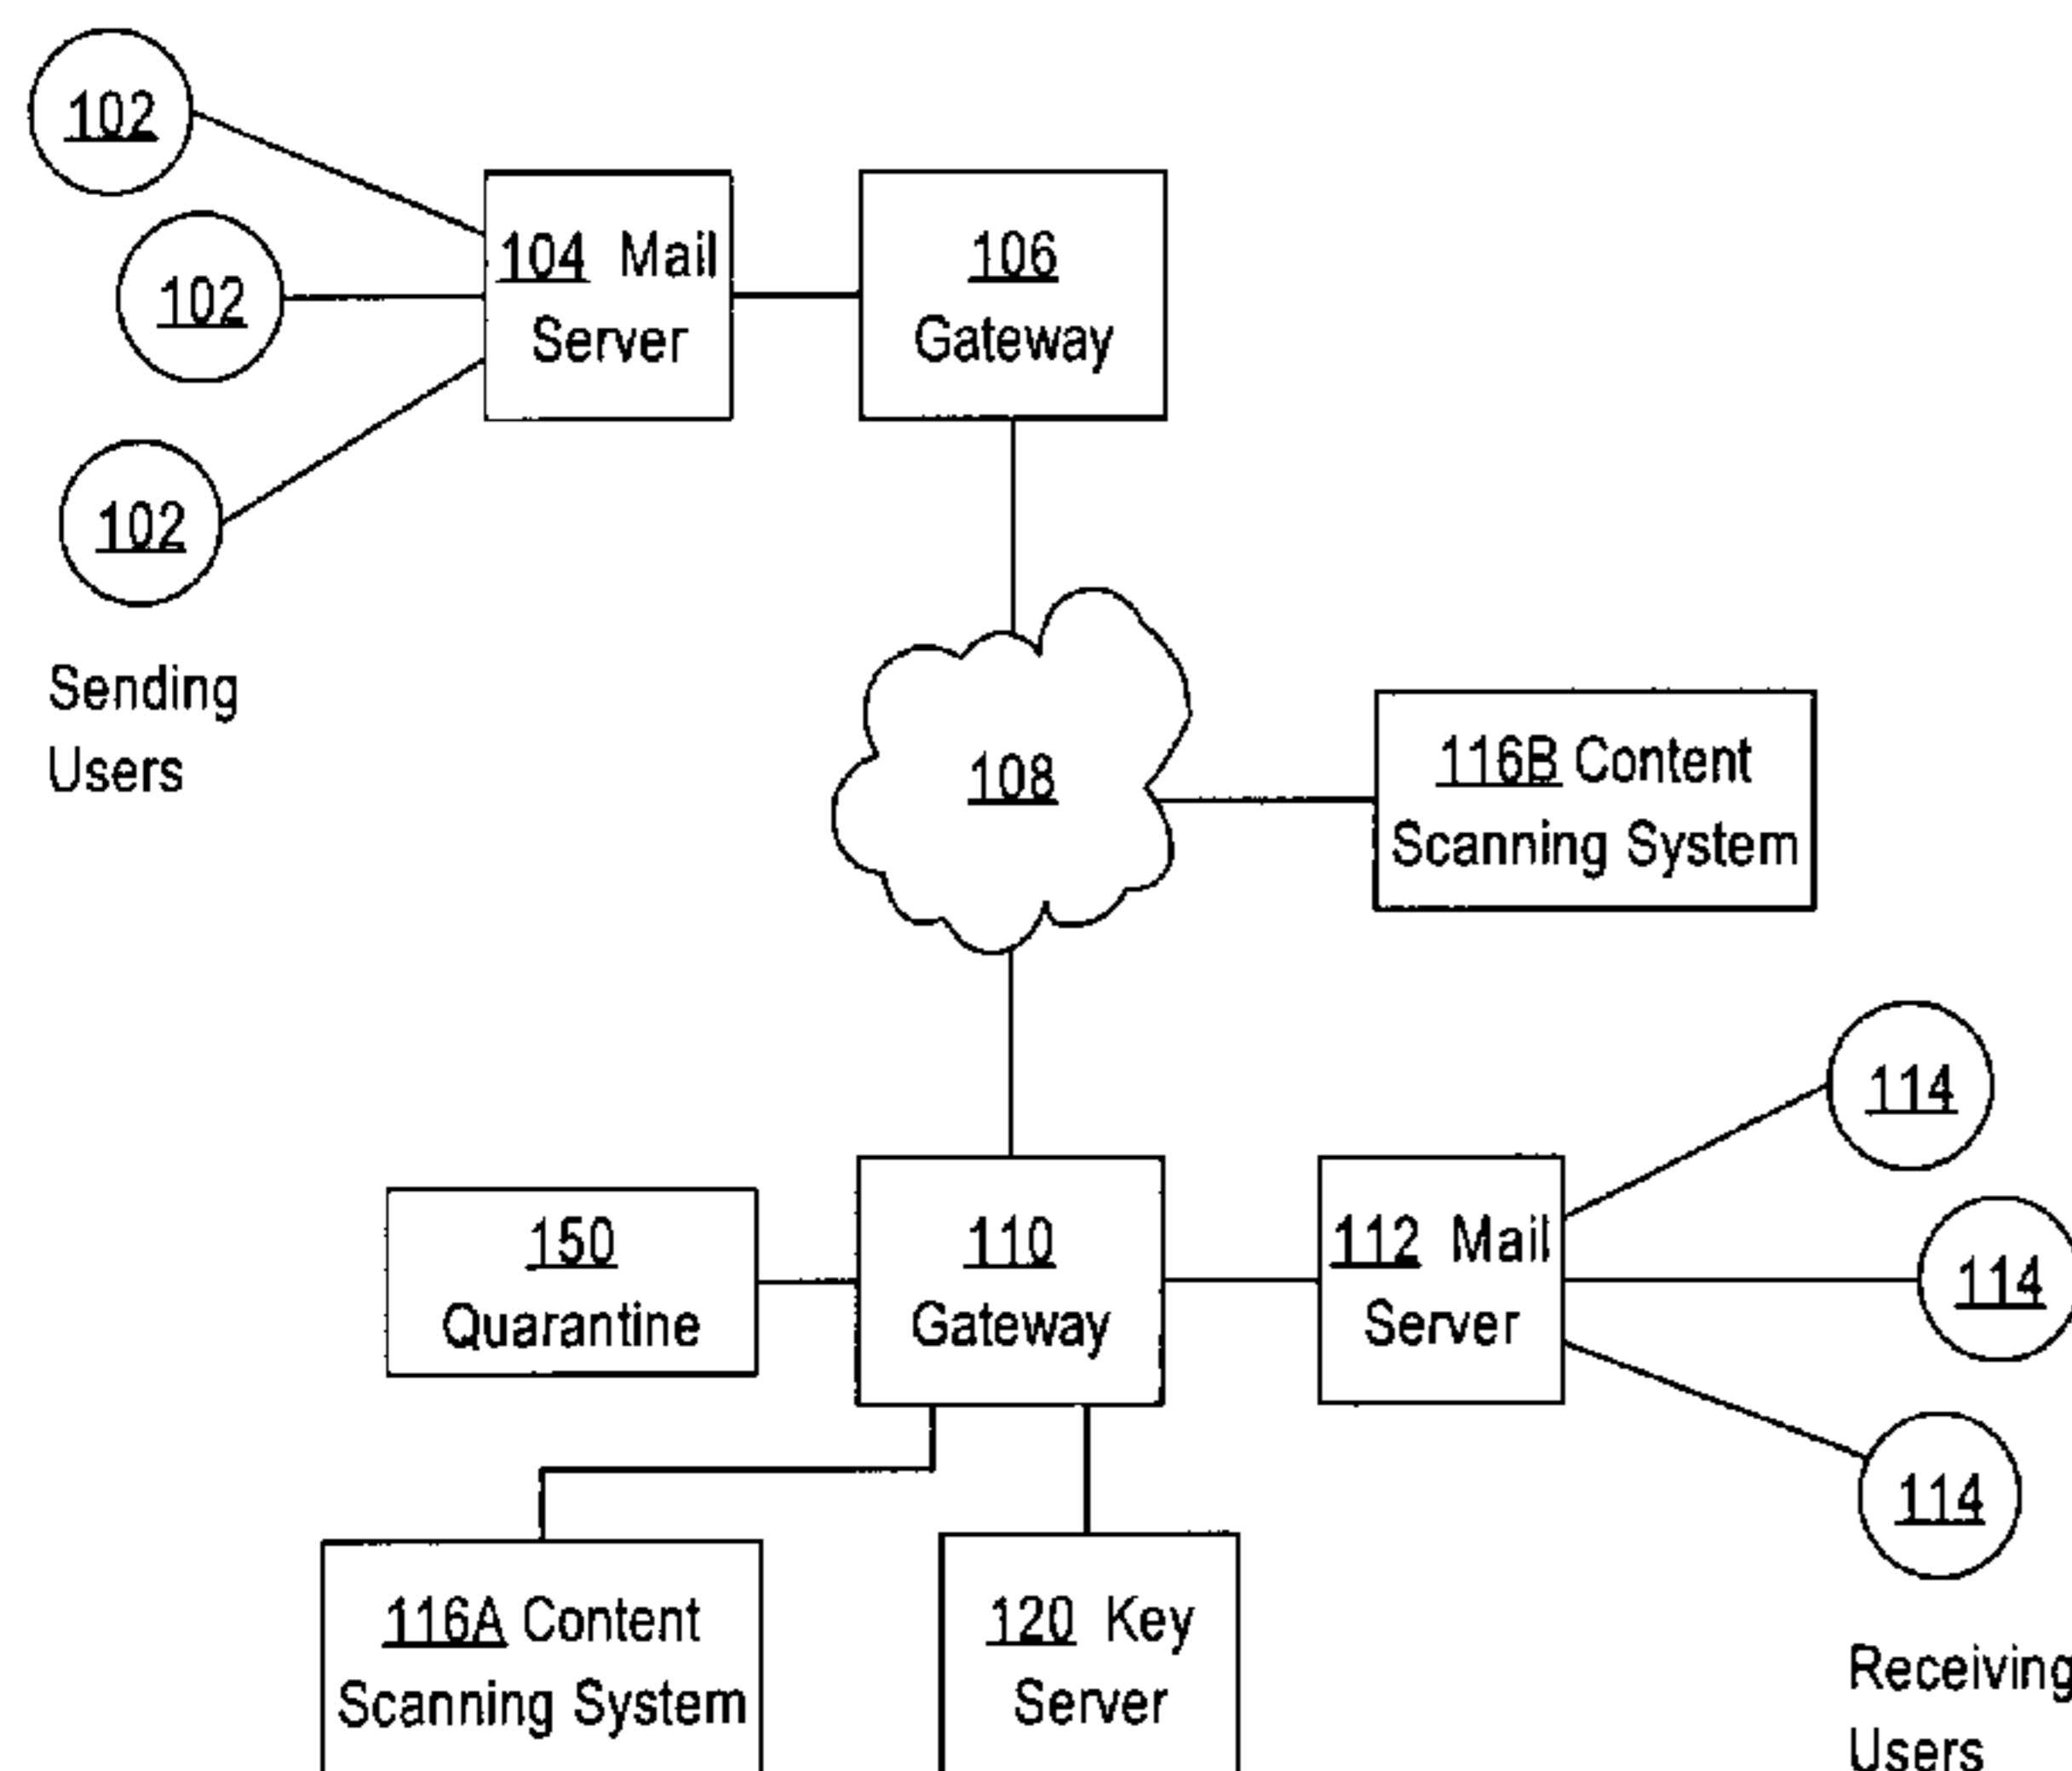 102
102
102
Sending
Users
104 Mail
Server
106
Gateway
108
116B Content
Scanning System
150
Quarantine
110
Gateway
112 Mail
Server
114
114
114
Receiving
Users
116A Content
Scanning System
120 Key
Server